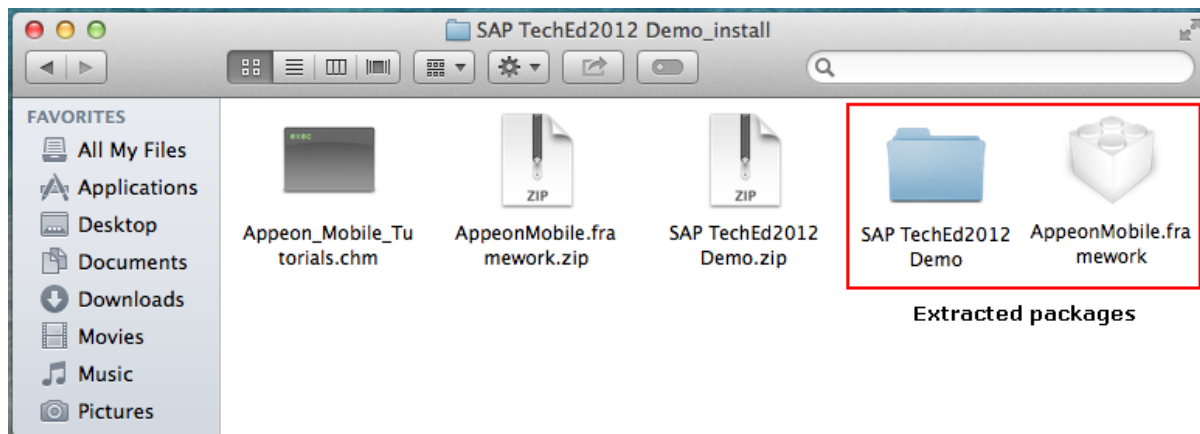 SAP TechEd2012 Demo_install
FAVORITES
All My Files
Applications
Desktop
Documents
Downloads
Movies
Music
Pictures
exec
Appeon_Mobile_Tu
torials.chm
ZIP
AppeonMobile.fra
mework.zip
ZIP
SAP TechEd2012
Demo.zip
SAP TechEd2012
Demo
AppeonMobile.fra
mework
Extracted packages